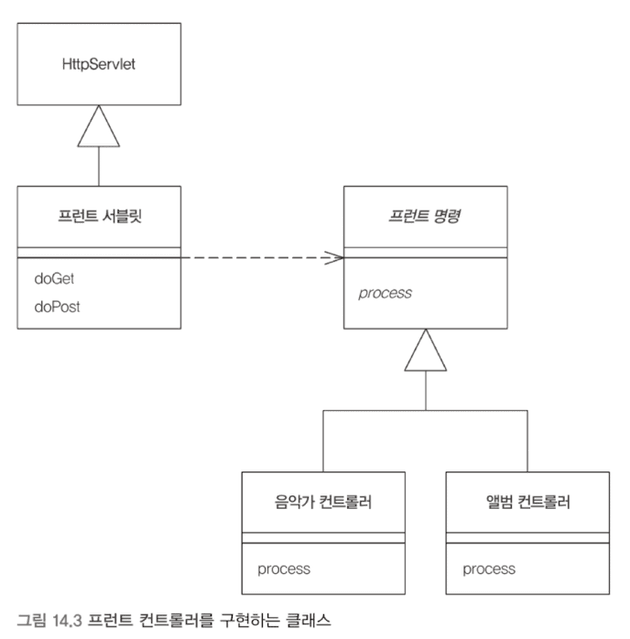 HttpServlet
프런트 서블릿
doGet
doPost
프런트 명령
process
음악가 컨트롤러
process
앨범 컨트롤러
process
그림 14.3 프런트 컨트롤러를 구현하는 클래스